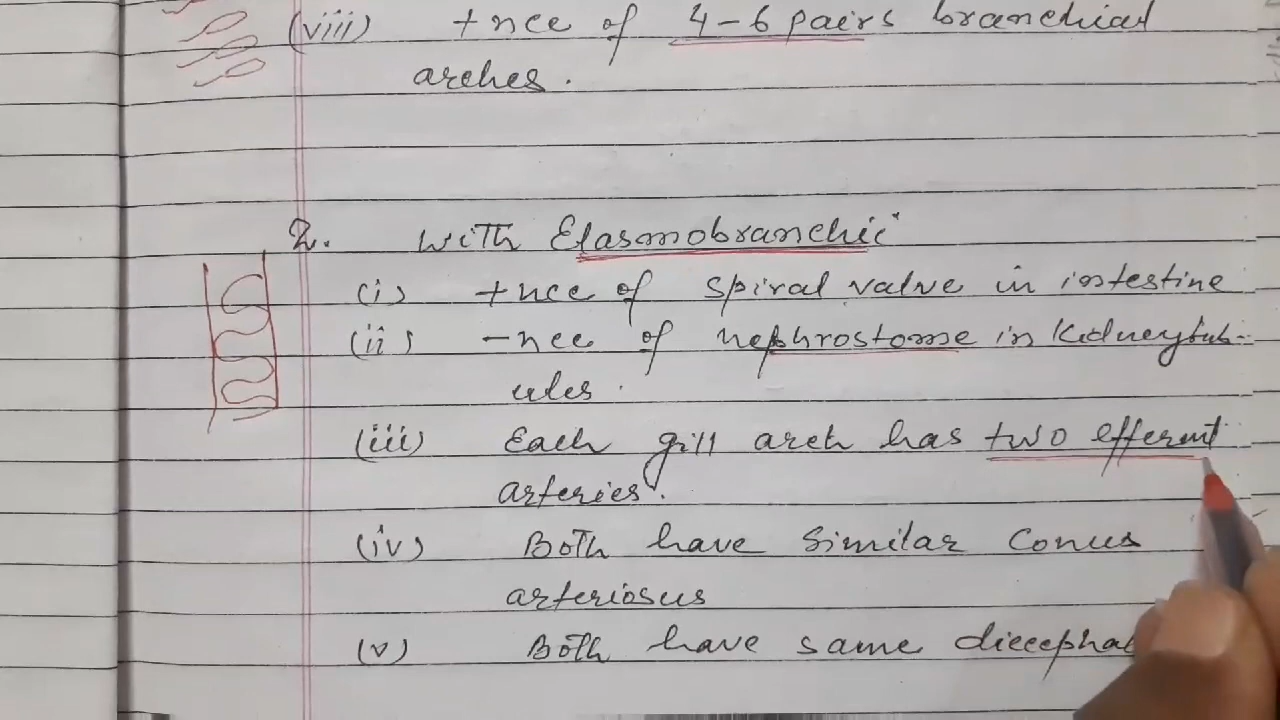 (viii) +nce of 4-6 pairs branchial
arches.
2. with Elasmobranchii
(i) +nce of spiral valve in intestine
(ii) -nce of nephrostome in kidneytub-
ules.
(iii) Each gill arch has two efferent
arteries.
(iv) Both have similar conus
arteriosus
(v) Both have same